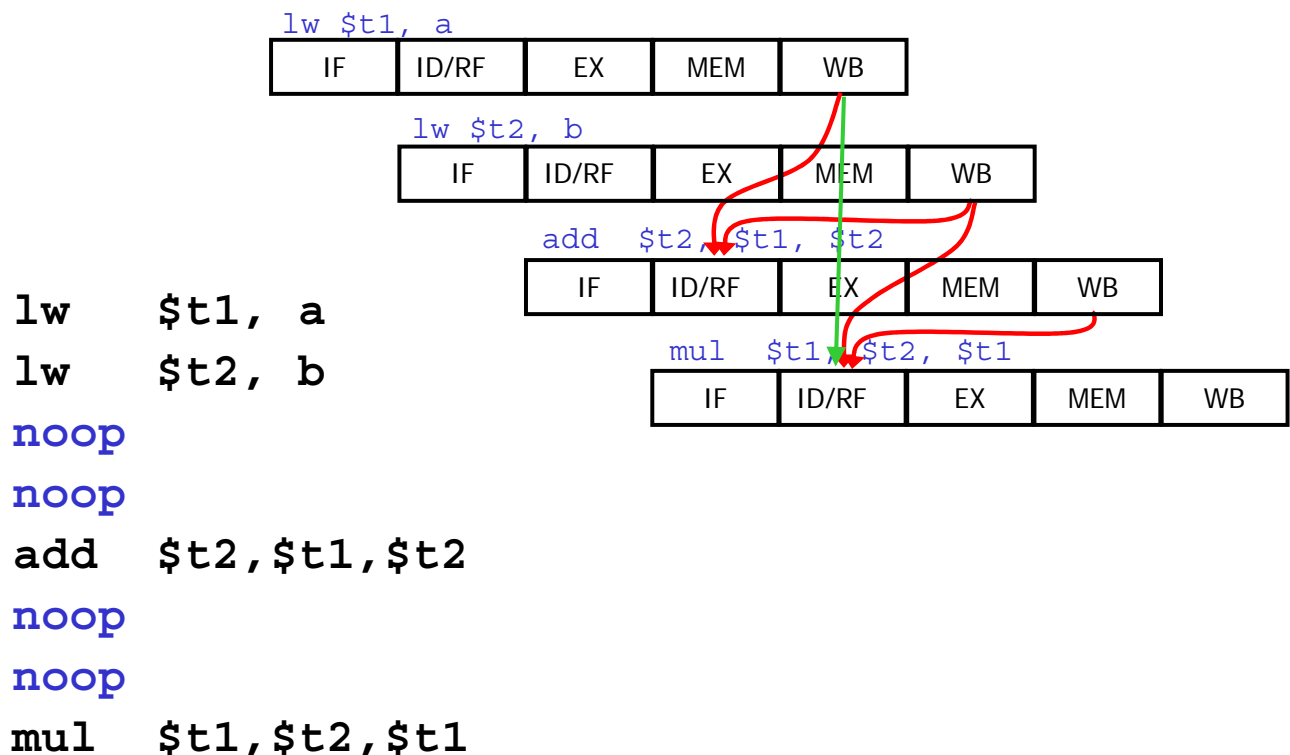 lw $t1, a
IF ID/RF EX MEM WB
lw $t2, b
IF ID/RF EX MEM WB
add $t2, $t1, $t2
IF ID/RF EX MEM WB
mul $t1, $t2, $t1
IF ID/RF EX MEM WB
lw $t1, a
lw $t2, b
noop
noop
add $t2,$t1,$t2
noop
noop
mul $t1,$t2,$t1